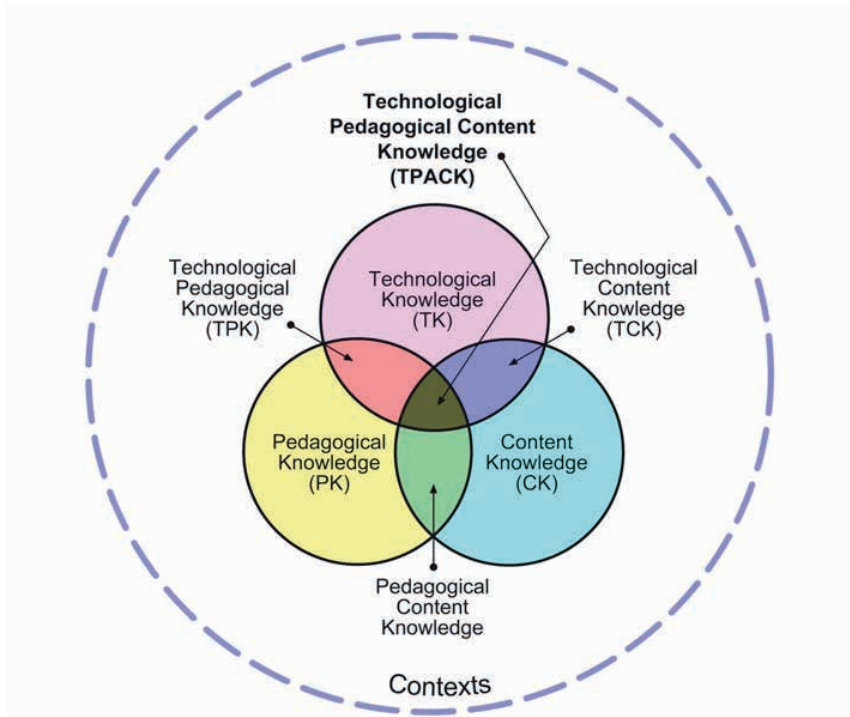 Technological
Pedagogical Content
Knowledge
(TPACK)
Technological
Pedagogical
Knowledge
(TPK)
Technological
Knowledge
(TK)
Technological
Content
Knowledge
(TCK)
Pedagogical
Knowledge
(PK)
Content
Knowledge
(CK)
Pedagogical
Content
Knowledge
Contexts